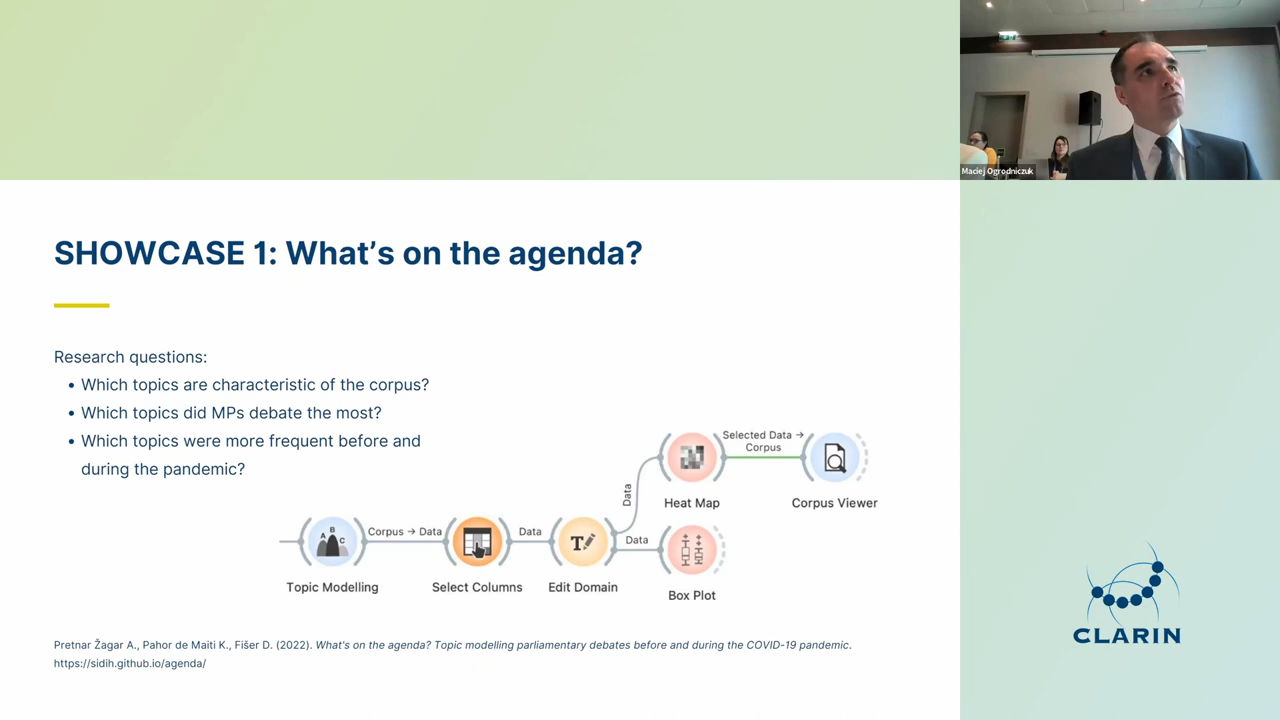 Maciej Ogrodniczuk
SHOWCASE 1: What's on the agenda?
Research questions:
• Which topics are characteristic of the corpus?
• Which topics did MPs debate the most?
• Which topics were more frequent before and
during the pandemic?
Topic Modelling
Corpus → Data
Select Columns
Data
Edit Domain
Data
Heat Map
Selected Data →
Corpus
Corpus Viewer
Data
Box Plot
A B C
T
Pretnar Žagar A., Pahor de Maiti K., Fišer D. (2022). What's on the agenda? Topic modelling parliamentary debates before and during the COVID-19 pandemic.
https://sidih.github.io/agenda/
CLARIN